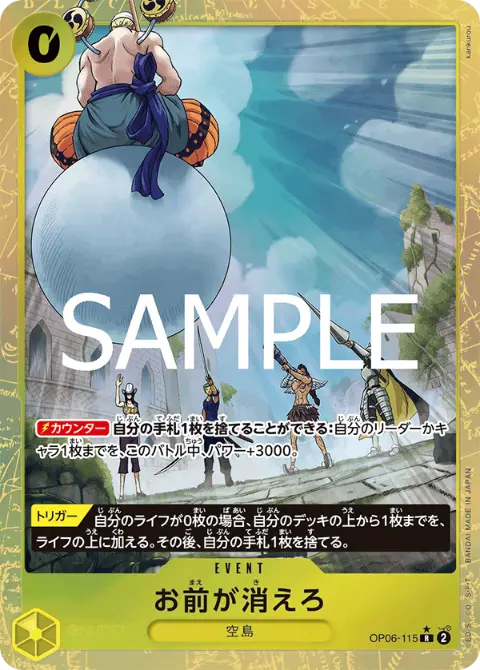 0
kankurou
SAMPLE
カウンター 自分の手札1枚を捨てることができる:自分のリーダーかキ
ャラ1枚までを、このバトル中、パワー+3000。
トリガー 自分のライフが0枚の場合、自分のデッキの上から1枚までを、
ライフの上に加える。その後、自分の手札1枚を捨てる。
EVENT
お前が消えろ
空島
OP06-115 ★ R 2
BANDAI MADE IN JAPAN